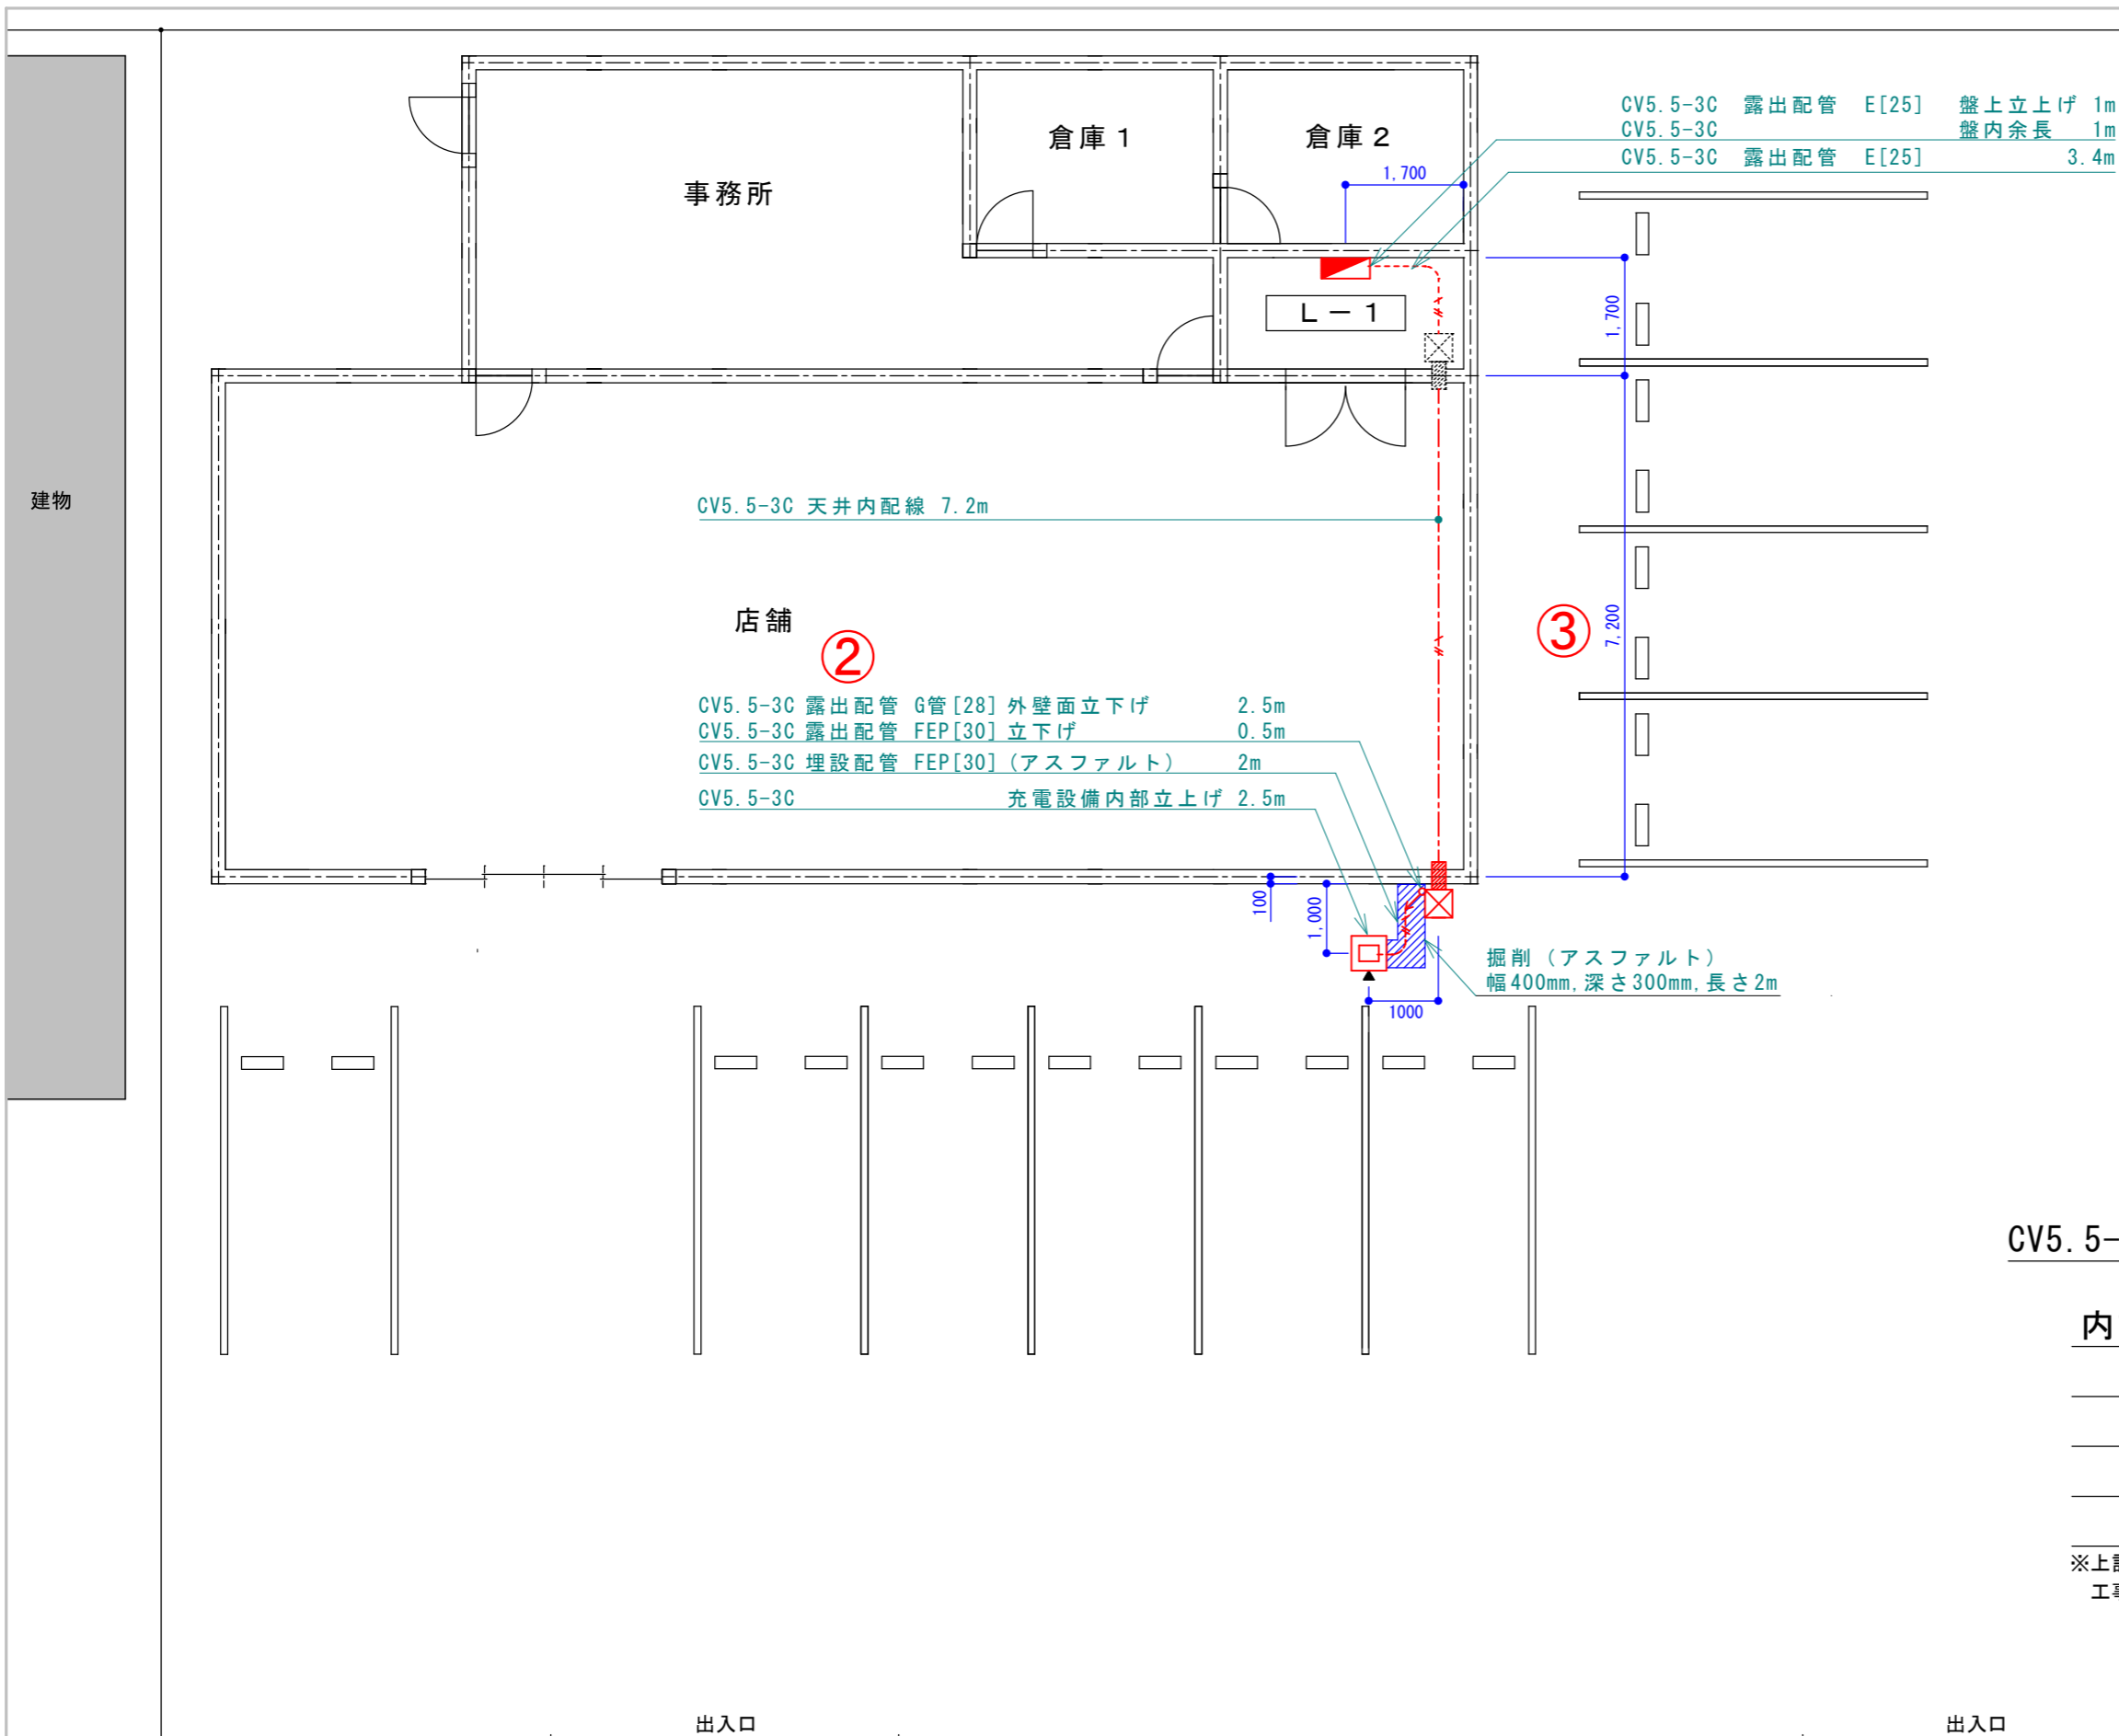 CV5.5-3C 露出配管 E[25] 盤上立上げ 1m
CV5.5-3C 盤内余長 1m
CV5.5-3C 露出配管 E[25] 3.4m
倉庫1
倉庫2
1,700
事務所
L-1
1,700
建物
CV5.5-3C 天井内配線 7.2m
店舗
②
③
7,200
CV5.5-3C 露出配管 G管[28] 外壁面立下げ 2.5m
CV5.5-3C 露出配管 FEP[30] 立下げ 0.5m
CV5.5-3C 埋設配管 FEP[30](アスファルト) 2m
CV5.5-3C 充電設備内部立上げ 2.5m
100
1,000
掘削(アスファルト)
幅400mm,深さ300mm,長さ2m
1000
CV5.5-
内
※上
工
出入口
出入口